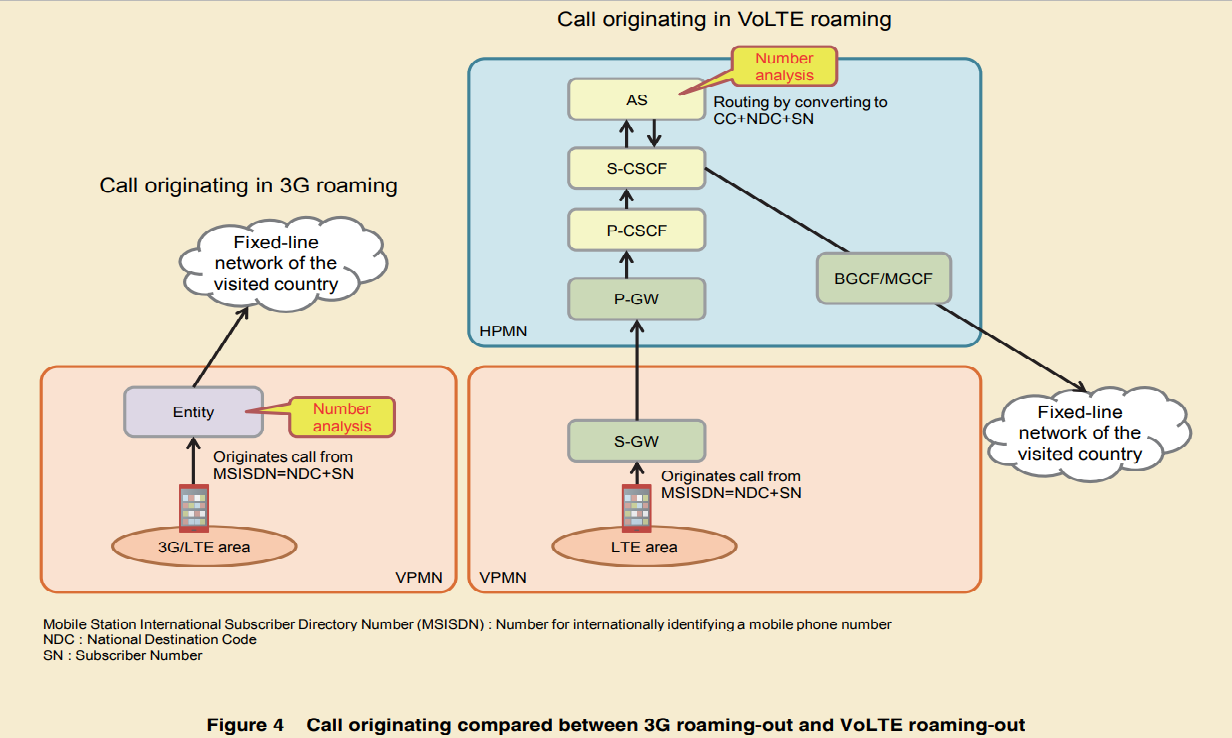 Call originating in VoLTE roaming
Number
analysis
AS
Routing by converting to
CC+NDC+SN
S-CSCF
P-CSCF
BGCF/MGCF
P-GW
HPMN
Call originating in 3G roaming
Fixed-line
network of the
visited country
Entity
Number
analysis
Originates call from
MSISDN=NDC+SN
3G/LTE area
VPMN
S-GW
Originates call from
MSISDN=NDC+SN
LTE area
VPMN
Fixed-line
network of the
visited country
Mobile Station International Subscriber Directory Number (MSISDN) : Number for internationally identifying a mobile phone number
NDC : National Destination Code
SN : Subscriber Number
Figure 4 Call originating compared between 3G roaming-out and VoLTE roaming-out